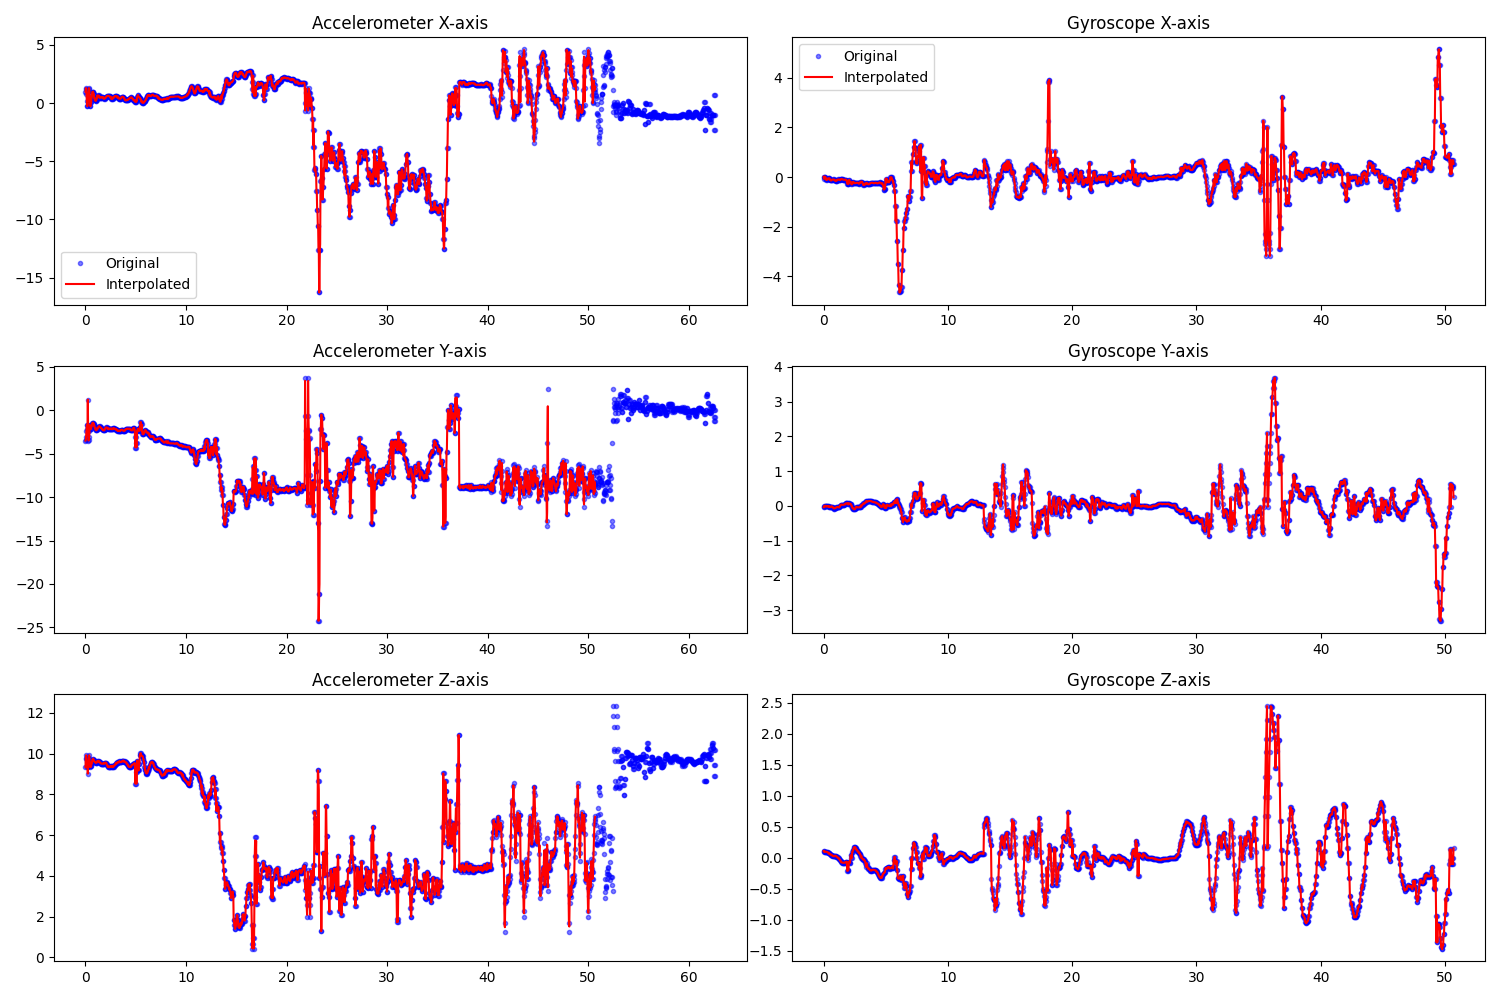 Accelerometer X-axis
5
0
−5
−10
−15
Original
Interpolated
0 10 20 30 40 50 60
Gyroscope X-axis
4
2
0
−2
−4
Original
Interpolated
0 10 20 30 40 50
Accelerometer Y-axis
5
0
−5
−10
−15
−20
−25
0 10 20 30 40 50 60
Gyroscope Y-axis
4
3
2
1
0
−1
−2
−3
0 10 20 30 40 50
Accelerometer Z-axis
12
10
8
6
4
2
0
0 10 20 30 40 50 60
Gyroscope Z-axis
2.5
2.0
1.5
1.0
0.5
0.0
−0.5
−1.0
−1.5
0 10 20 30 40 50